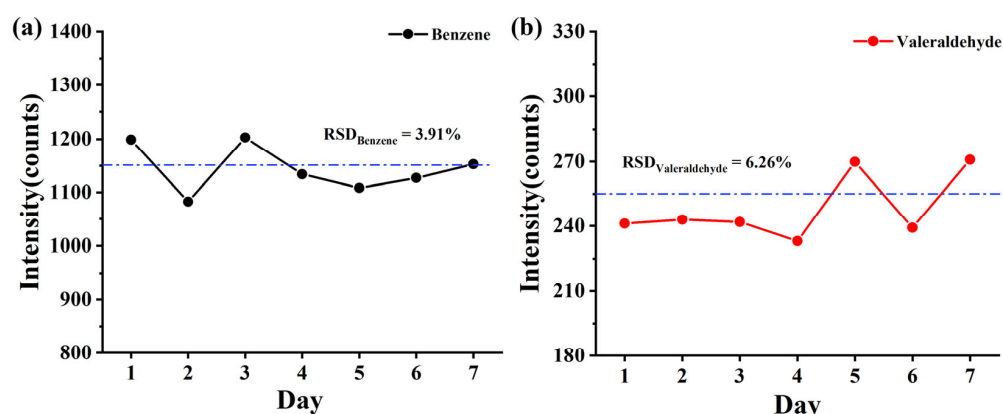 (a)
Benzene
1400
1300
1200
1100
1000
900
800
Intensity(counts)
RSDBenzene = 3.91%
1 2 3 4 5 6 7
Day
(b)
Valeraldehyde
330
300
270
240
210
180
Intensity(counts)
RSDValeraldehyde = 6.26%
1 2 3 4 5 6 7
Day